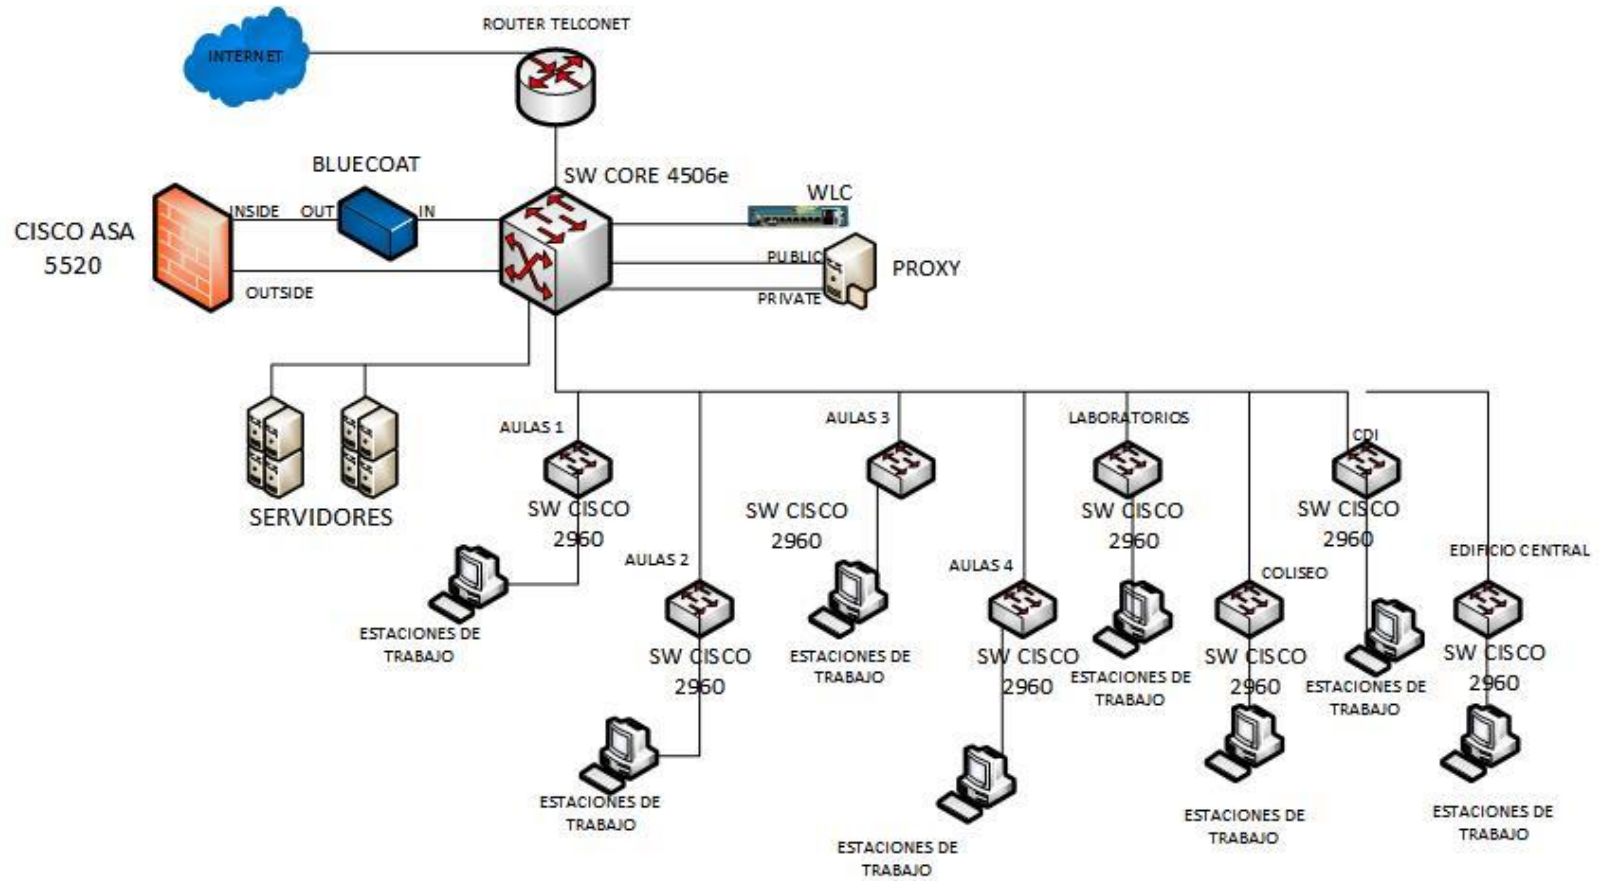 ROUTER TELCONET
INTERNET
BLUECOAT
SW CORE 4506e
WLC
INSIDE
OUT
IN
CISCO ASA
5520
PUBLIC
PROXY
OUTSIDE
PRIVATE
SERVIDORES
AULAS 1
AULAS 3
LABORATORIOS
CDI
SW CISCO
2960
SW CISCO
2960
SW CISCO
2960
SW CISCO
2960
AULAS 2
AULAS 4
COLISEO
EDIFICIO CENTRAL
ESTACIONES DE
TRABAJO
SW CISCO
2960
ESTACIONES DE
TRABAJO
SW CISCO
2960
ESTACIONES DE
TRABAJO
SW CISCO
2960
ESTACIONES DE
TRABAJO
SW CISCO
2960
ESTACIONES DE
TRABAJO
ESTACIONES DE
TRABAJO
ESTACIONES DE
TRABAJO
ESTACIONES DE
TRABAJO